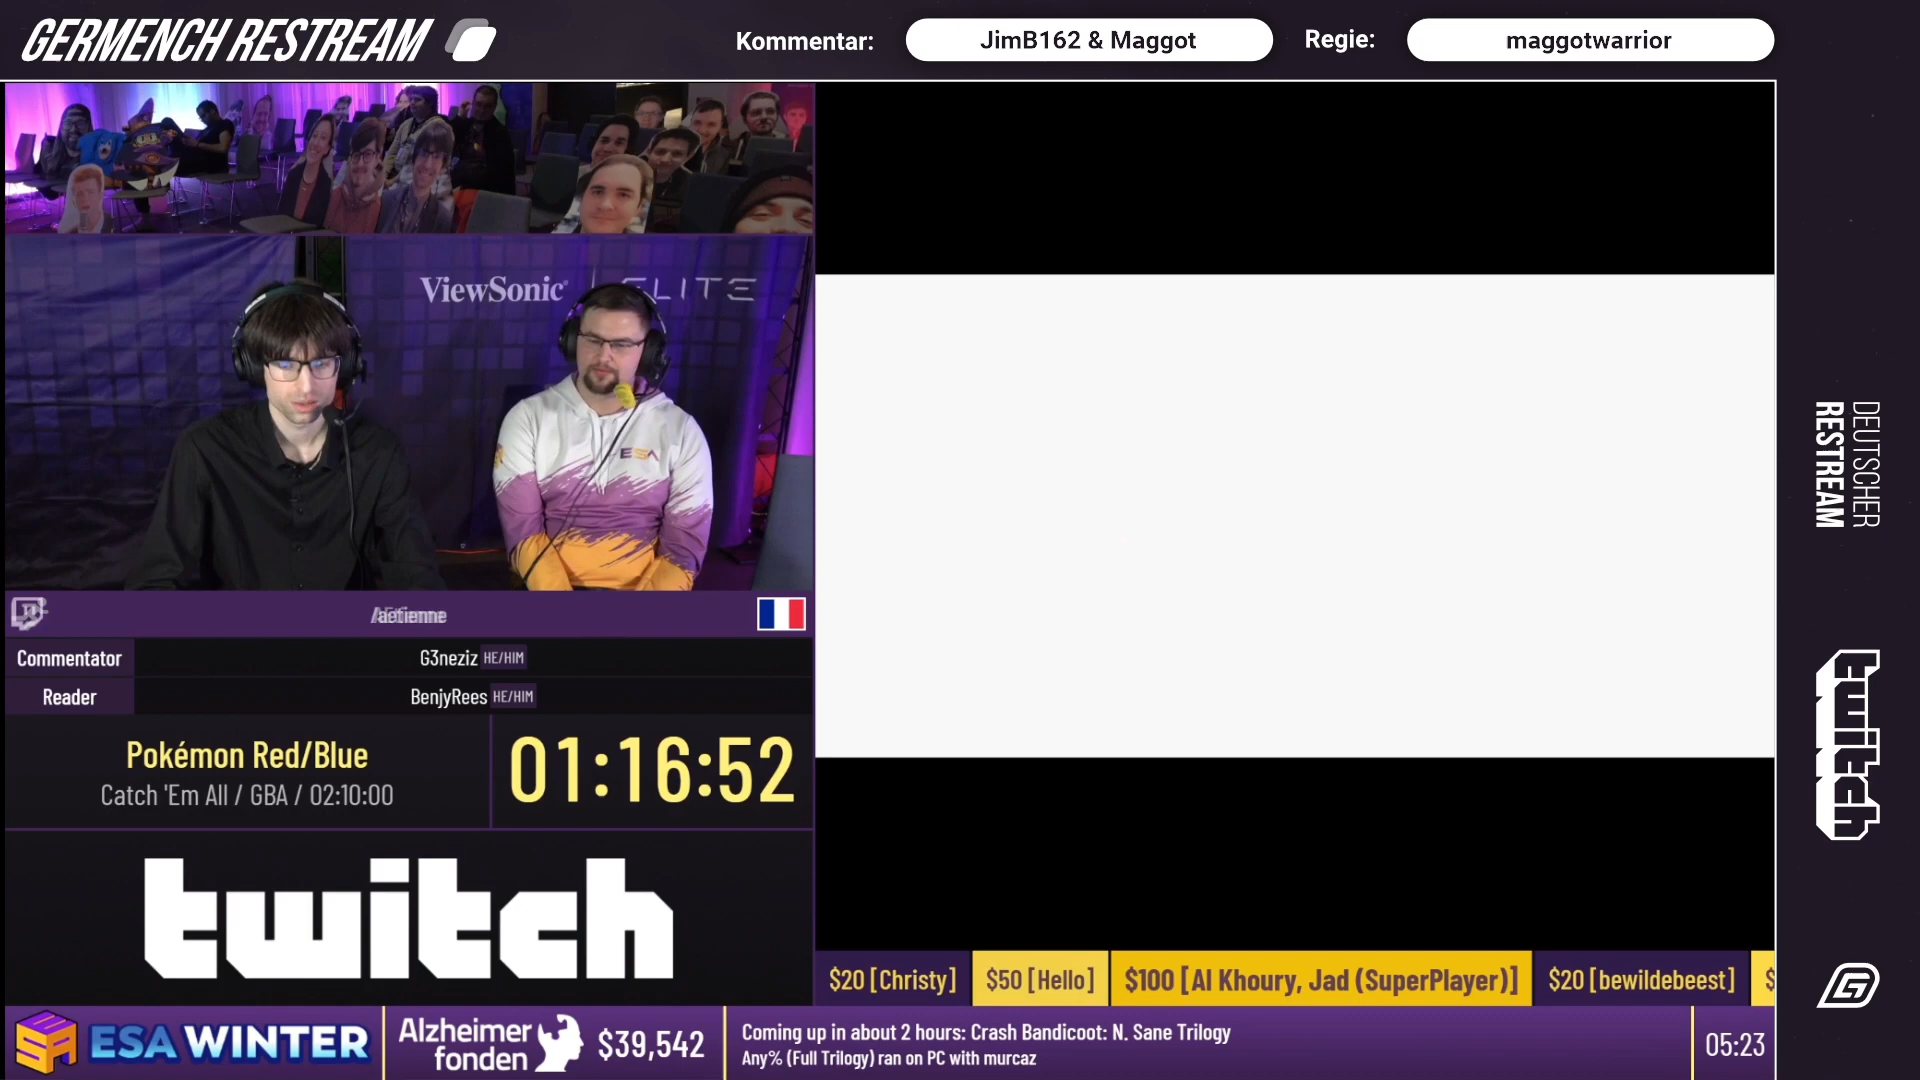 GERMENCH RESTREAM
Kommentar:
JimB162 & Maggot
Regie:
maggotwarrior
ViewSonic
ELITE
ESA
Commentator
G3neziz HE/HIM
Reader
BenjyRees HE/HIM
Pokémon Red/Blue
Catch 'Em All / GBA / 02:10:00
01:16:52
twitch
$20 [Christy]
$50 [Hello]
$100 [Al Khoury, Jad (SuperPlayer)]
$20 [bewildebeest]
$
ESA WINTER
Alzheimer
fonden
$39,542
Coming up in about 2 hours: Crash Bandicoot: N. Sane Trilogy
Any% (Full Trilogy) ran on PC with murcaz
05:23
DEUTSCHER
RESTREAM
twitch